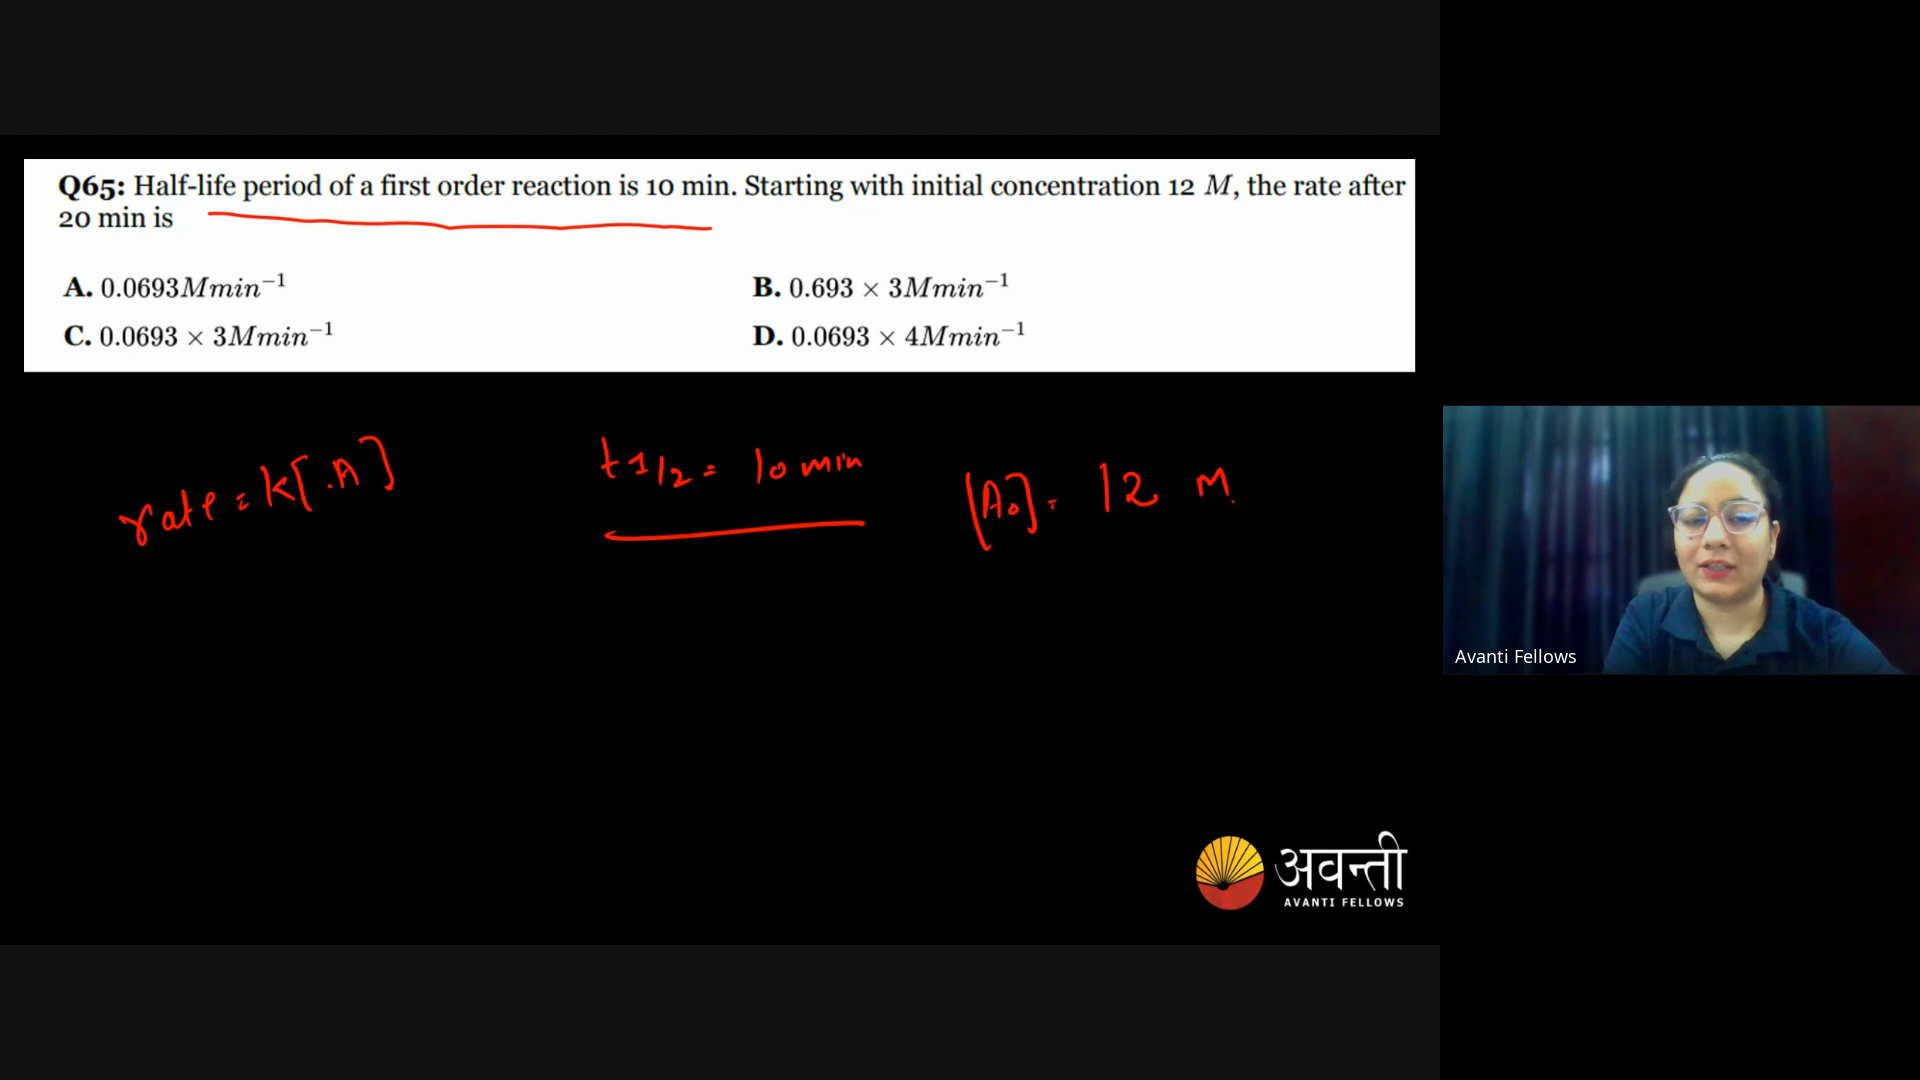 Q65: Half-life period of a first order reaction is 10 min. Starting with initial concentration 12 M, the rate after
20 min is
A. 0.0693Mmin⁻¹
B. 0.693 × 3Mmin⁻¹
C. 0.0693 × 3Mmin⁻¹
D. 0.0693 × 4Mmin⁻¹
rate = k[.A]
t1/2 = 10 min
[A₀] = 12 M.
Avanti Fellows
अवन्ती
AVANTI FELLOWS